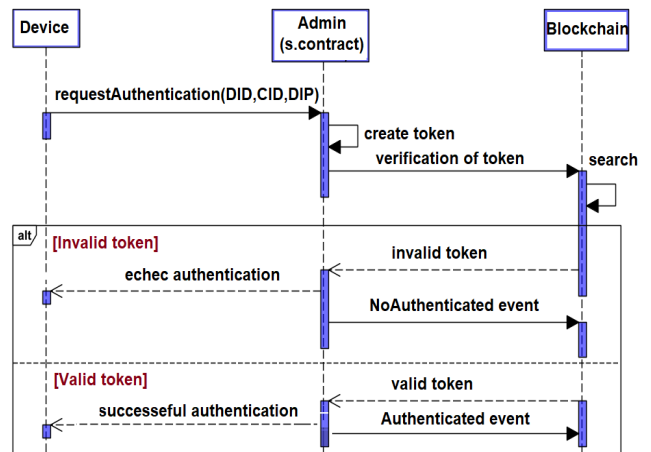 Device
Admin
(s.contract)
Blockchain
requestAuthentication(DID,CID,DIP)
create token
verification of token
search
alt
[Invalid token]
invalid token
echec authentication
NoAuthenticated event
[Valid token]
valid token
successeful authentication
Authenticated event